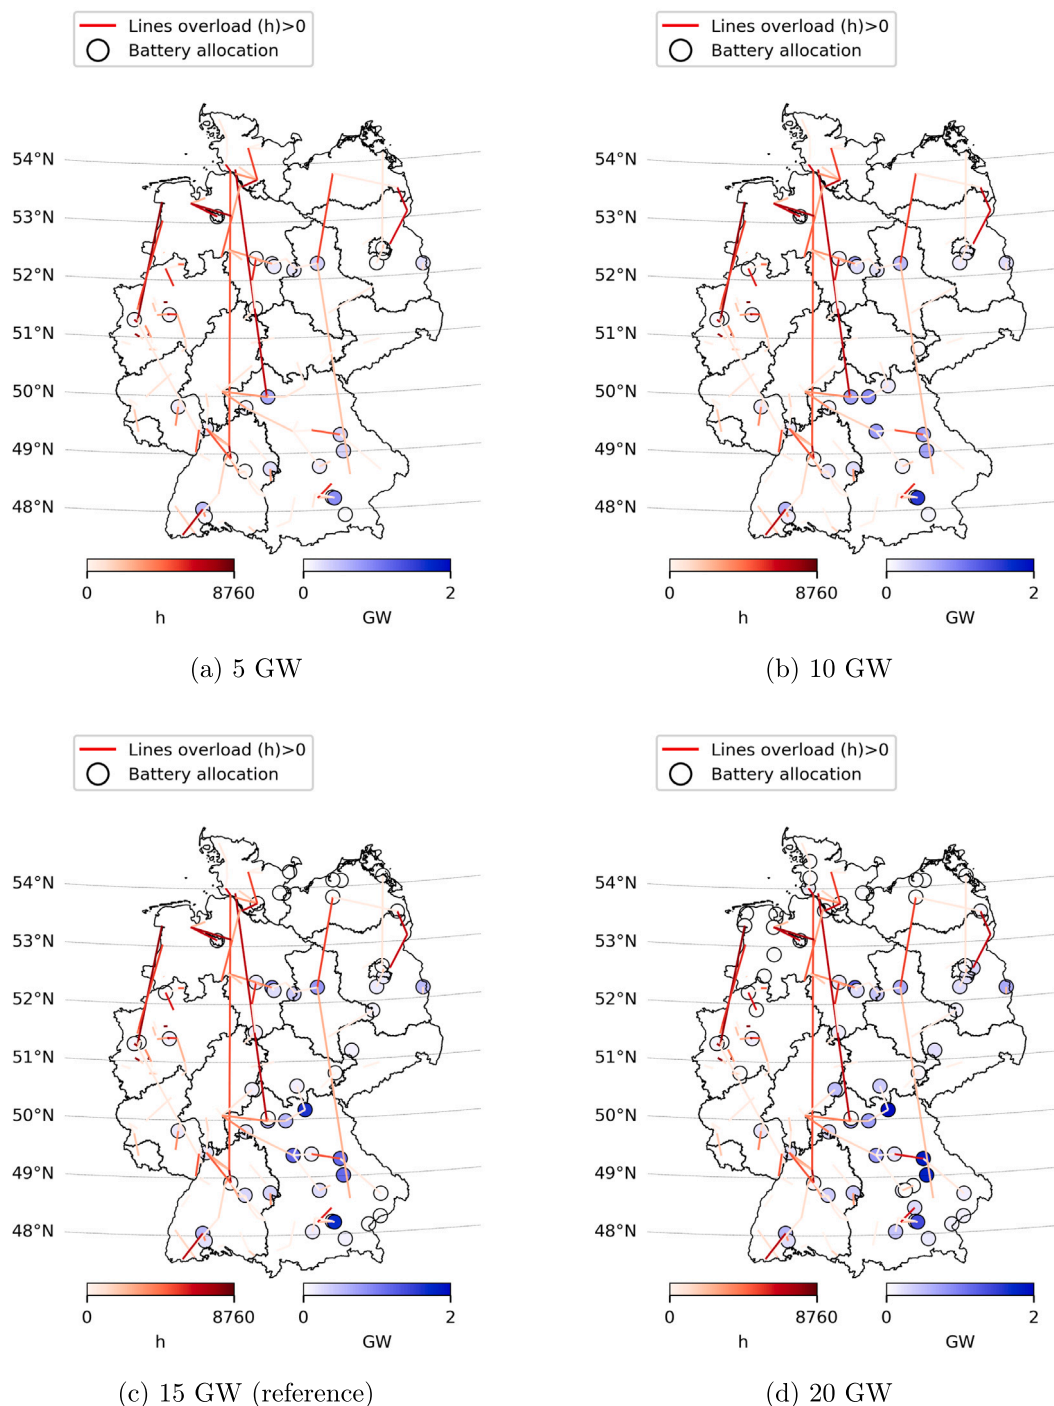 Lines overload (h)>0
Battery allocation
54°N
53°N
52°N
51°N
50°N
49°N
48°N
0 8760
h
0 2
GW
(a) 5 GW
Lines overload (h)>0
Battery allocation
54°N
53°N
52°N
51°N
50°N
49°N
48°N
0 8760
h
0 2
GW
(b) 10 GW
Lines overload (h)>0
Battery allocation
54°N
53°N
52°N
51°N
50°N
49°N
48°N
0 8760
h
0 2
GW
(c) 15 GW (reference)
Lines overload (h)>0
Battery allocation
54°N
53°N
52°N
51°N
50°N
49°N
48°N
0 8760
h
0 2
GW
(d) 20 GW